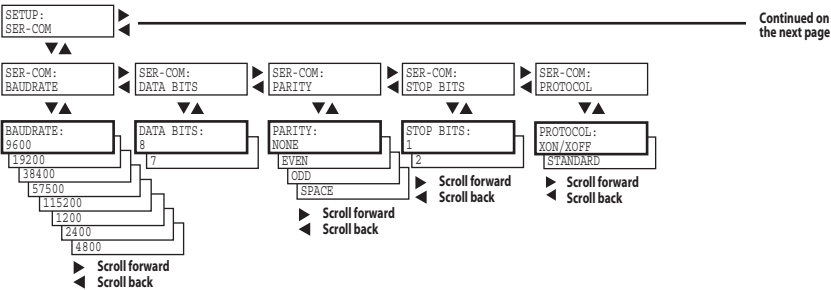 SETUP:
SER-COM
Continued on
the next page
SER-COM:
BAUDRATE
SER-COM:
DATA BITS
SER-COM:
PARITY
SER-COM:
STOP BITS
SER-COM:
PROTOCOL
BAUDRATE:
9600
19200
38400
57500
115200
1200
2400
4800
Scroll forward
Scroll back
DATA BITS:
8
7
PARITY:
NONE
EVEN
ODD
SPACE
Scroll forward
Scroll back
STOP BITS:
1
2
Scroll forward
Scroll back
PROTOCOL:
XON/XOFF
STANDARD
Scroll forward
Scroll back